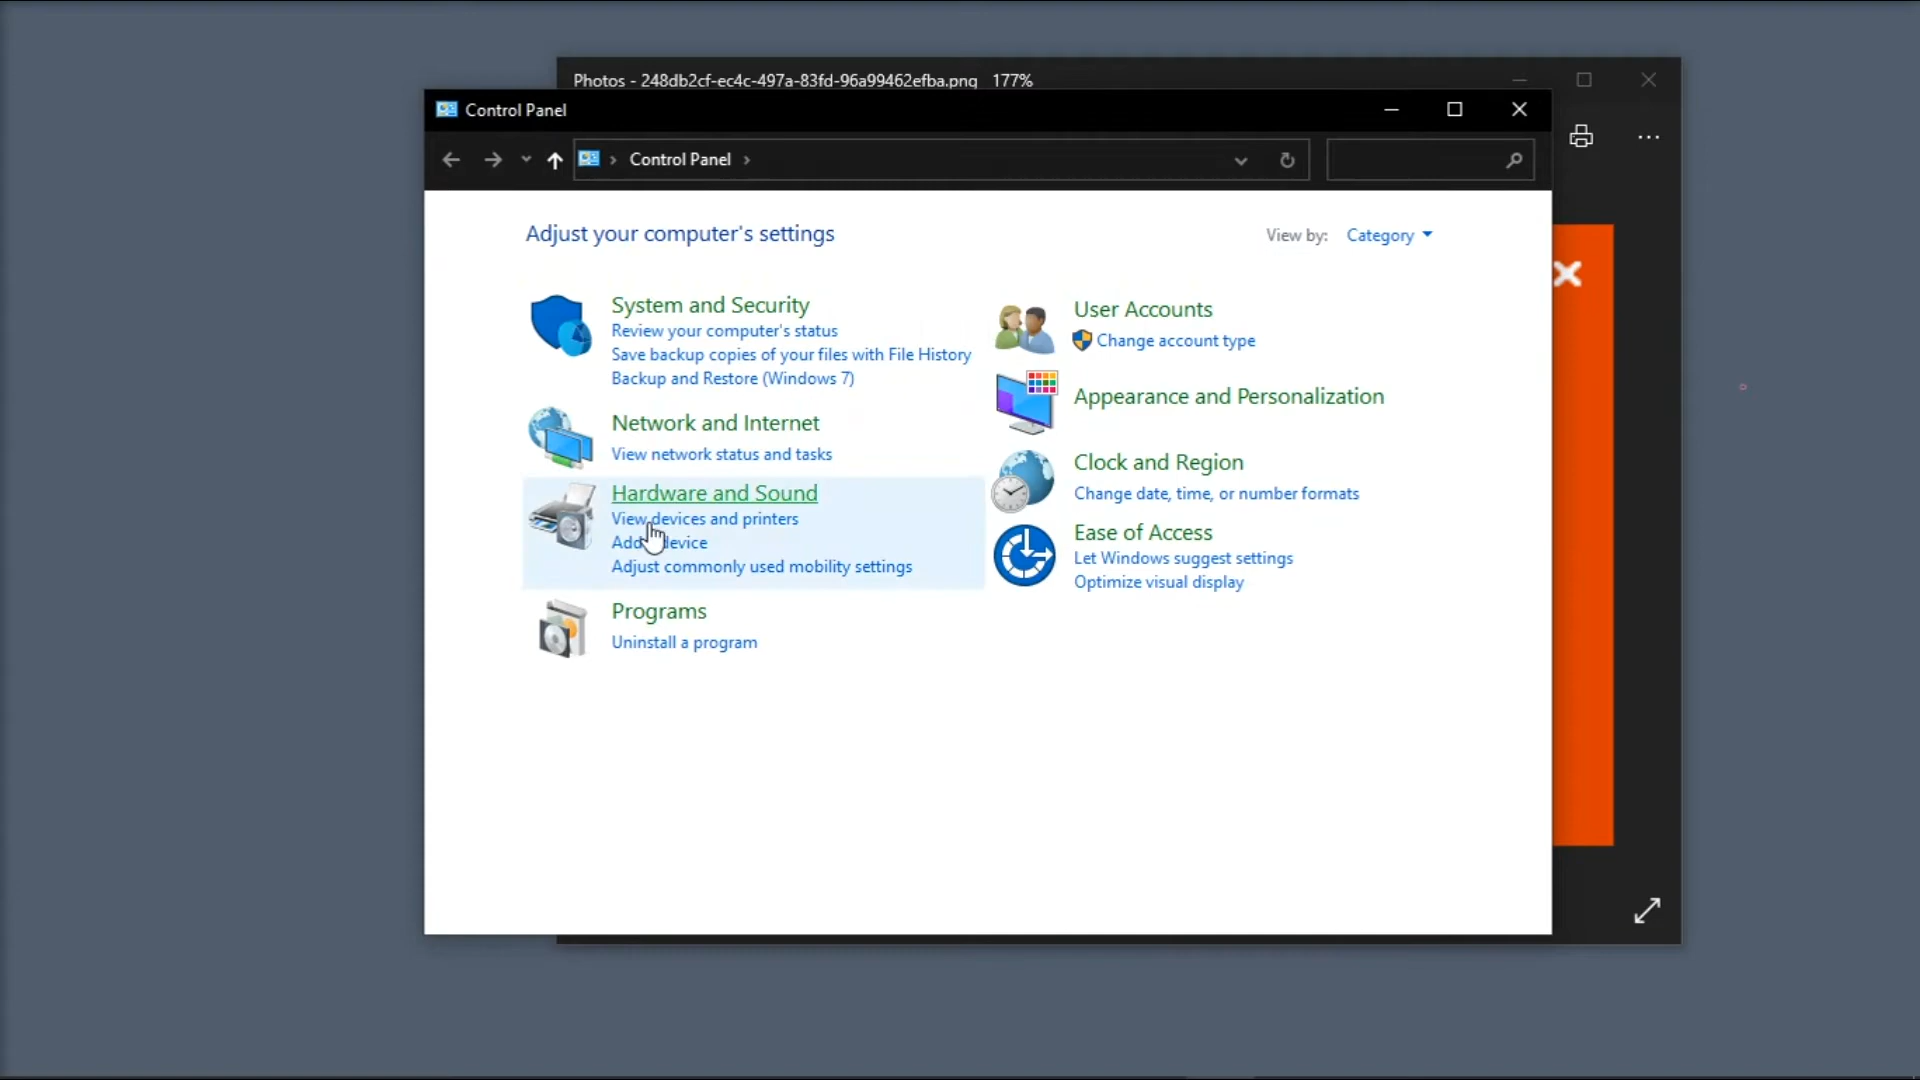 Photos - 248db2cf-ec4c-497a-83fd-96a99462efba.png 177%
Control Panel
Control Panel
Adjust your computer's settings
View by: Category
System and Security
Review your computer's status
Save backup copies of your files with File History
Backup and Restore (Windows 7)
Network and Internet
View network status and tasks
Hardware and Sound
View devices and printers
Add device
Adjust commonly used mobility settings
Programs
Uninstall a program
User Accounts
Change account type
Appearance and Personalization
Clock and Region
Change date, time, or number formats
Ease of Access
Let Windows suggest settings
Optimize visual display